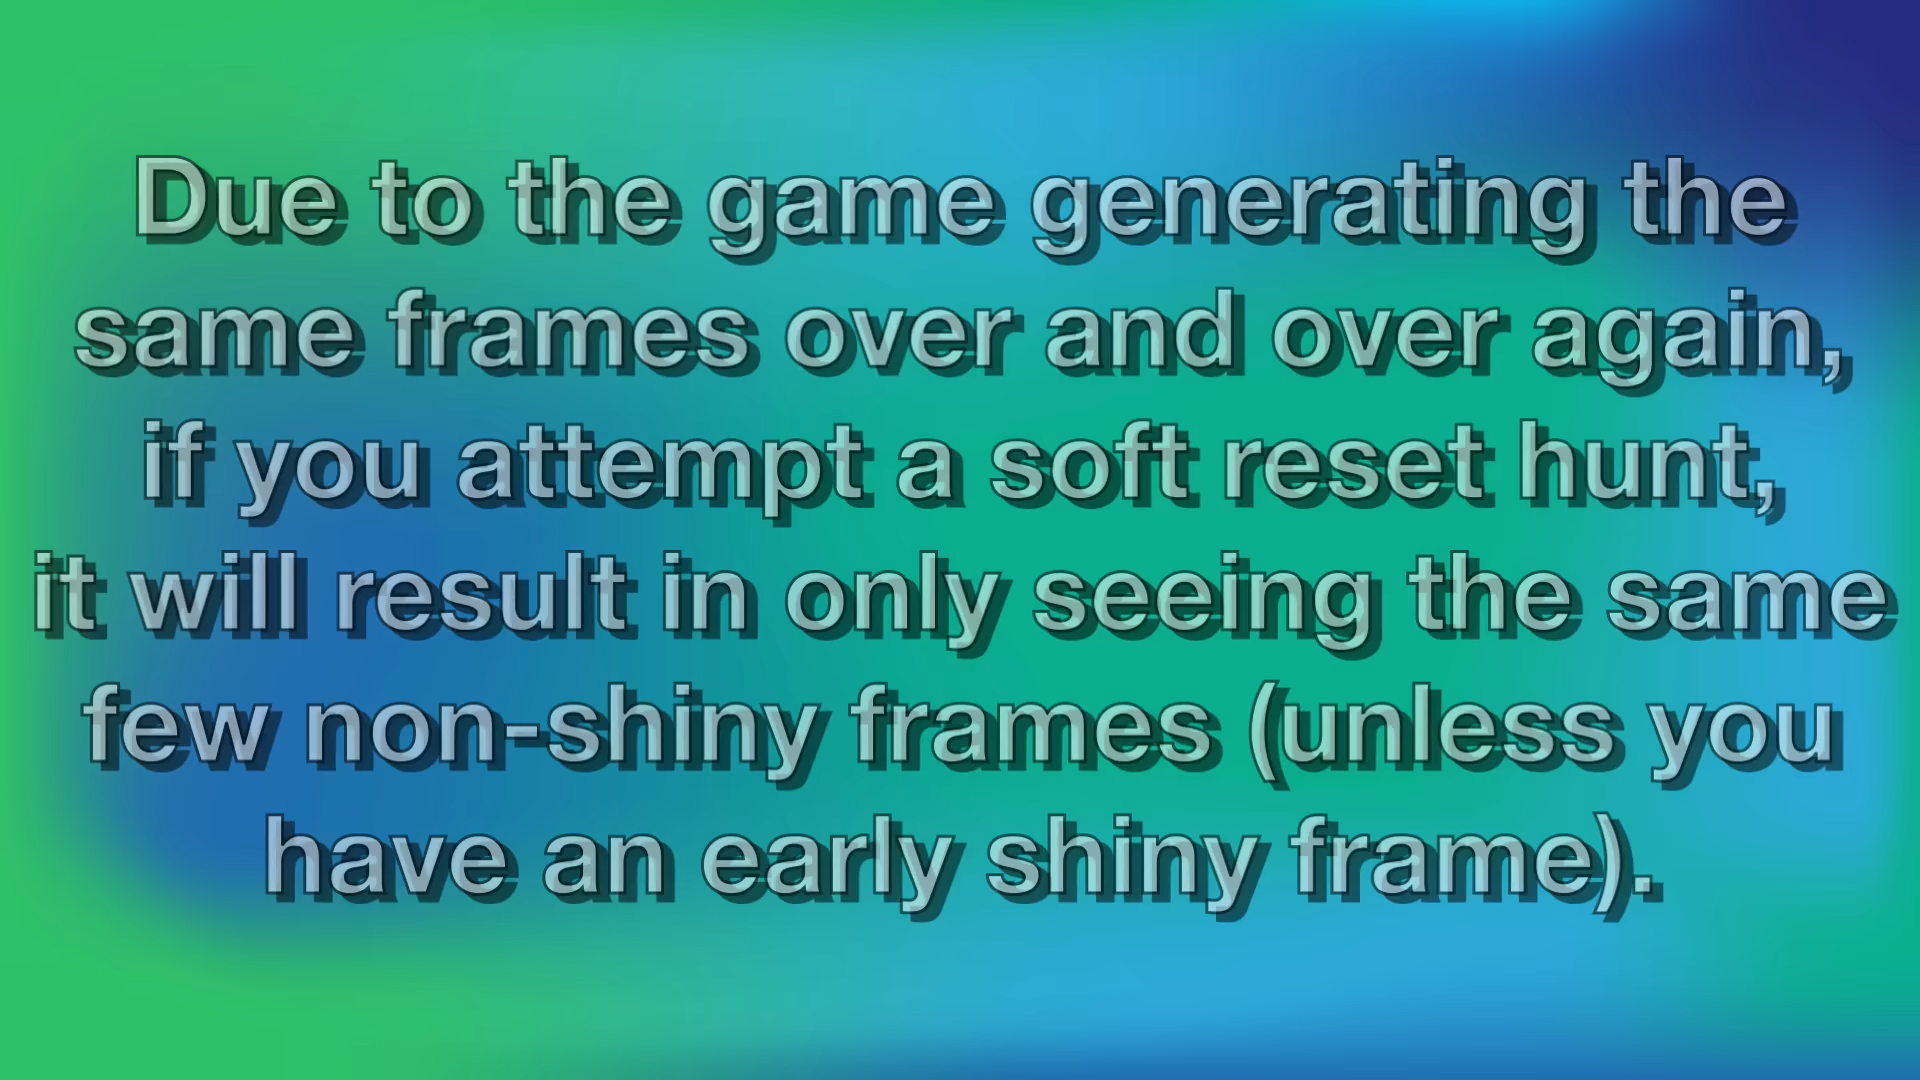 Due to the game generating the
same frames over and over again,
if you attempt a soft reset hunt,
it will result in only seeing the same
few non-shiny frames (unless you
have an early shiny frame).